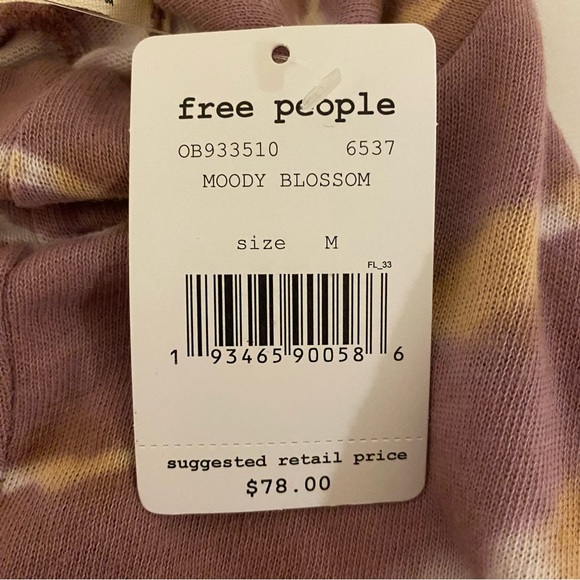 free people
OB933510 6537
MOODY BLOSSOM
size M
FL_33
1 93465 90058 6
suggested retail price
$78.00